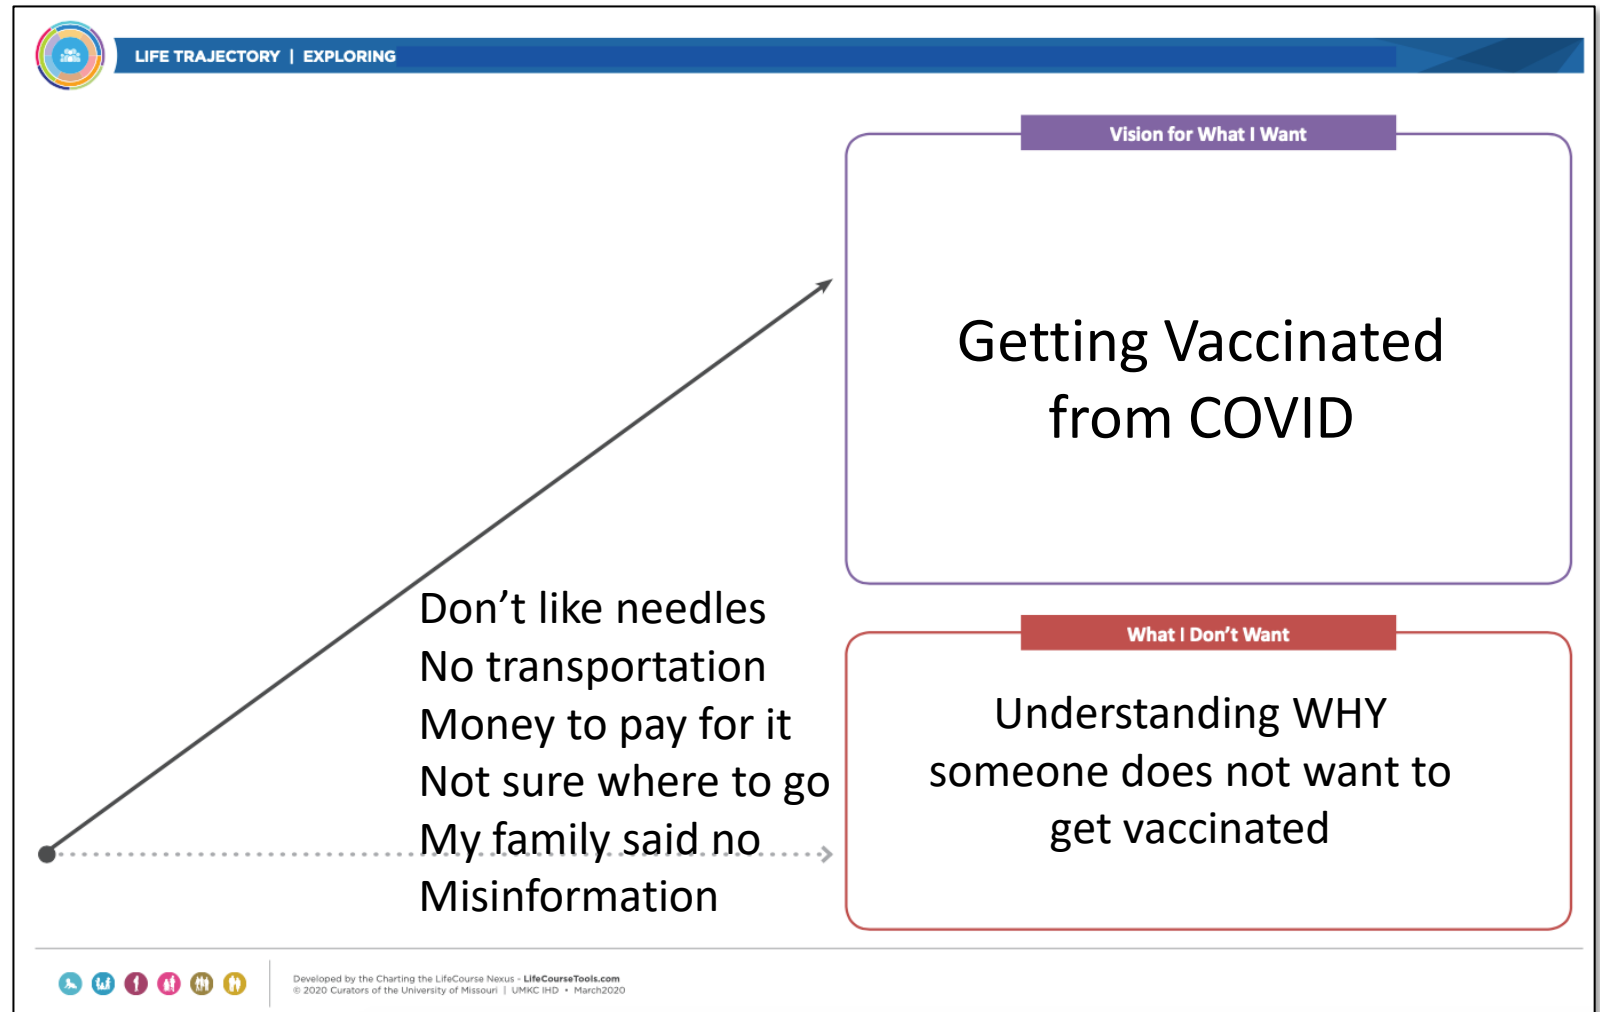 LIFE TRAJECTORY | EXPLORING
Vision for What I Want
Getting Vaccinated
from COVID
Don’t like needles
No transportation
Money to pay for it
Not sure where to go
My family said no
Misinformation
What I Don’t Want
Understanding WHY
someone does not want to
get vaccinated
Developed by the Charting the LifeCourse Nexus - LifeCourseTools.com
© 2020 Curators of the University of Missouri | UMKC IHD • March2020